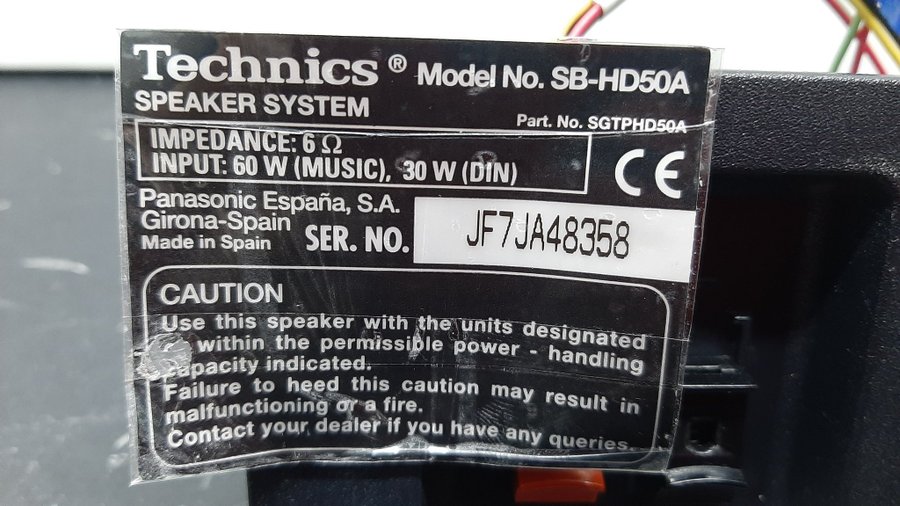 Technics® Model No. SB-HD50A
SPEAKER SYSTEM
Part. No. SGTPHD50A
IMPEDANCE: 6 Ω
INPUT: 60 W (MUSIC), 30 W (DIN)
CE
Panasonic España, S.A.
Girona-Spain
Made in Spain
SER. NO. JF7JA48358
CAUTION
Use this speaker with the units designated
within the permissible power - handling
capacity indicated.
Failure to heed this caution may result in
malfunctioning or a fire.
Contact your dealer if you have any queries.